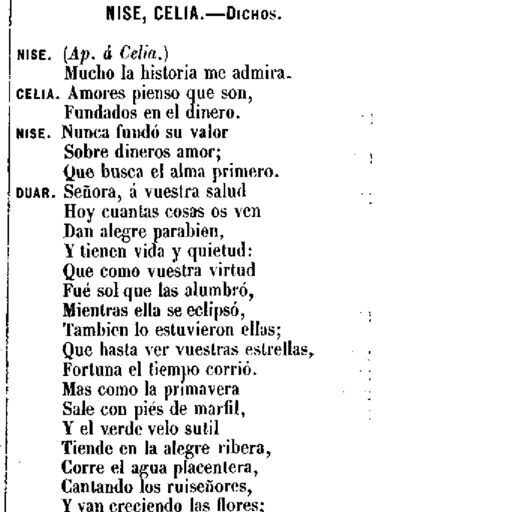 NISE, CELIA.—DICHOS.
NISE. (Ap. á Celia.)
Mucho la historia me admira.
CELIA. Amores pienso que son,
Fundados en el dinero.
NISE. Nunca fundó su valor
Sobre dineros amor;
Que busca el alma primero.
DUAR. Señora, á vuestra salud
Hoy cuantas cosas os ven
Dan alegre parabien,
Y tienen vida y quietud:
Que como vuestra virtud
Fué sol que las alumbró,
Mientras ella se eclipsó,
Tambien lo estuvieron ellas;
Que hasta ver vuestras estrellas,
Fortuna el tiempo corrió.
Mas como la primavera
Sale con piés de marfil,
Y el verde velo sutil
Tiende en la alegre ribera,
Corre el agua placentera,
Cantando los ruiseñores,
Y van creciendo las flores;